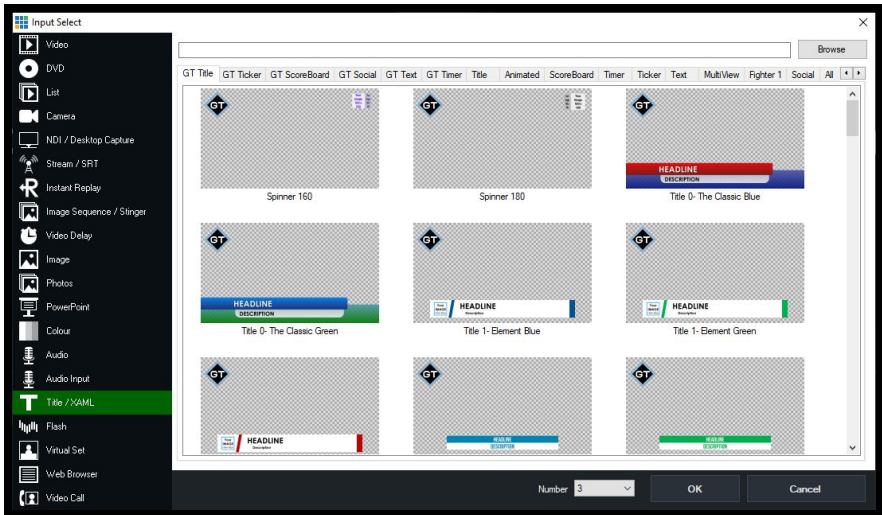 Input Select
Video
DVD
List
Camera
NDI / Desktop Capture
Stream / SRT
Instant Replay
Image Sequence / Stinger
Video Delay
Image
Photos
PowerPoint
Colour
Audio
Audio Input
Title / XAML
Flash
Virtual Set
Web Browser
Video Call
Browse
GT Title GT Ticker GT ScoreBoard GT Social GT Text GT Timer Title Animated ScoreBoard Timer Ticker Text MultiView Fighter 1 Social All
GT
GT
GT
HEADLINE
DESCRIPTION
Spinner 160
Spinner 180
Title 0- The Classic Blue
GT
GT
GT
HEADLINE
DESCRIPTION
HEADLINE
Description
HEADLINE
Description
Title 0- The Classic Green
Title 1- Element Blue
Title 1- Element Green
GT
GT
GT
HEADLINE
Description
HEADLINE
DESCRIPTION
HEADLINE
DESCRIPTION
Number 3
OK
Cancel